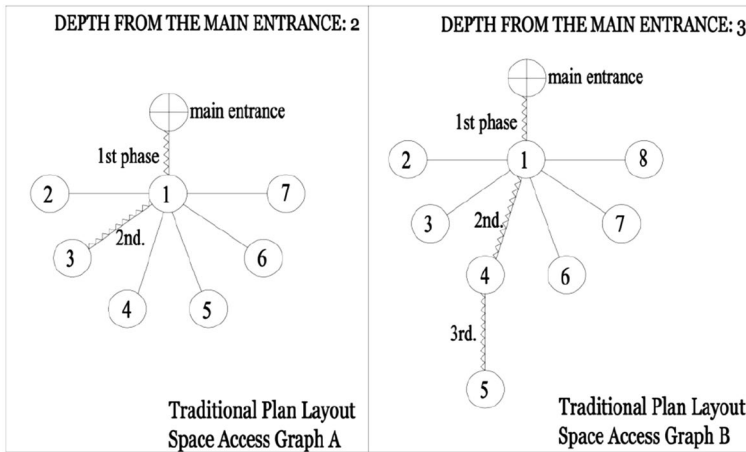 DEPTH FROM THE MAIN ENTRANCE: 2
main entrance
1st phase
2
1
7
2nd.
3
6
4
5
Traditional Plan Layout
Space Access Graph A
DEPTH FROM THE MAIN ENTRANCE: 3
main entrance
1st phase
2
1
8
3
2nd.
7
4
6
3rd.
5
Traditional Plan Layout
Space Access Graph B